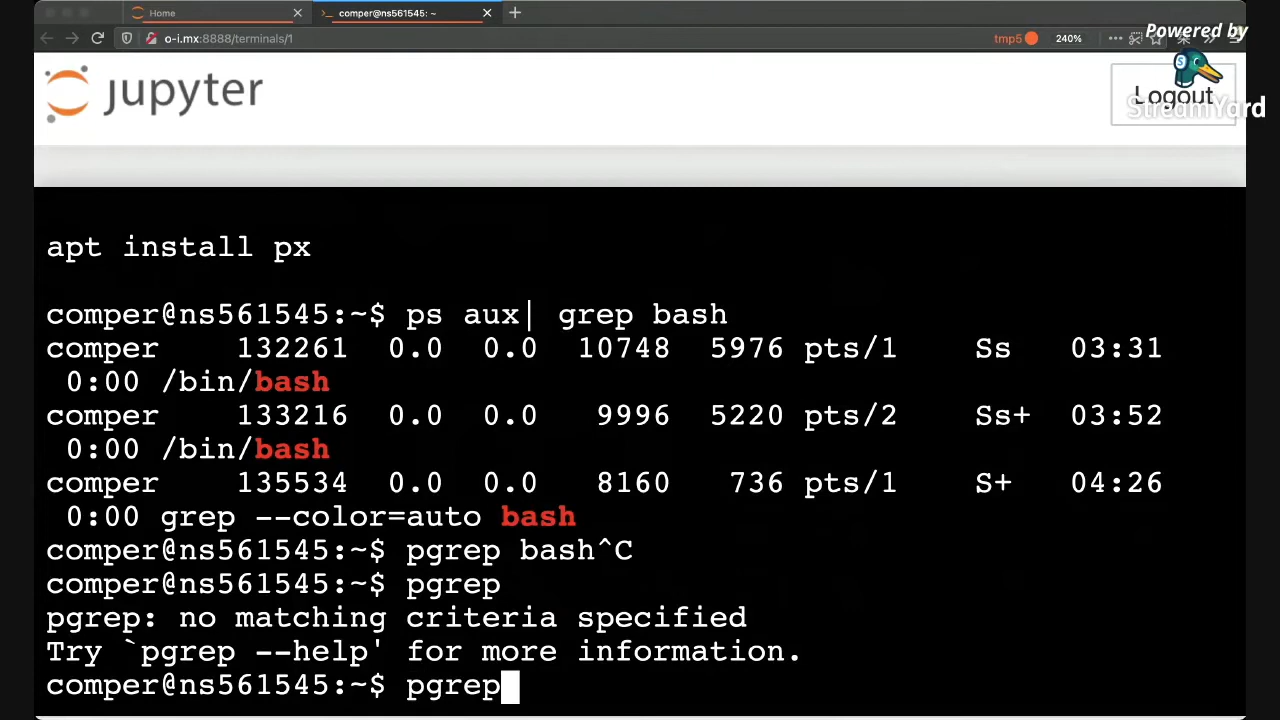 Home
comper@ns561545: ~
o-i.mx:8888/terminals/1
tmp5
240%
Powered by
jupyter
Logout
StreamYard
apt install px
comper@ns561545:~$ ps aux| grep bash
comper 132261 0.0 0.0 10748 5976 pts/1 Ss 03:31
0:00 /bin/bash
comper 133216 0.0 0.0 9996 5220 pts/2 Ss+ 03:52
0:00 /bin/bash
comper 135534 0.0 0.0 8160 736 pts/1 S+ 04:26
0:00 grep --color=auto bash
comper@ns561545:~$ pgrep bash^C
comper@ns561545:~$ pgrep
pgrep: no matching criteria specified
Try `pgrep --help' for more information.
comper@ns561545:~$ pgrep